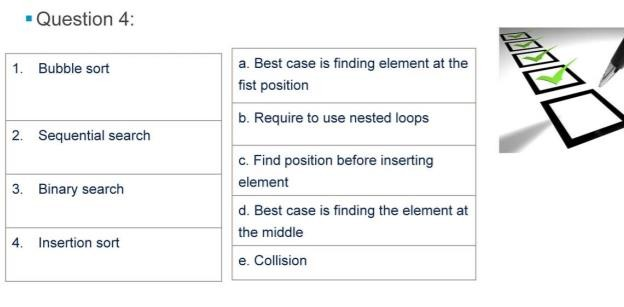 Question 4:
1. Bubble sort
2. Sequential search
3. Binary search
4. Insertion sort
a. Best case is finding element at the
fist position
b. Require to use nested loops
c. Find position before inserting
element
d. Best case is finding the element at
the middle
e. Collision